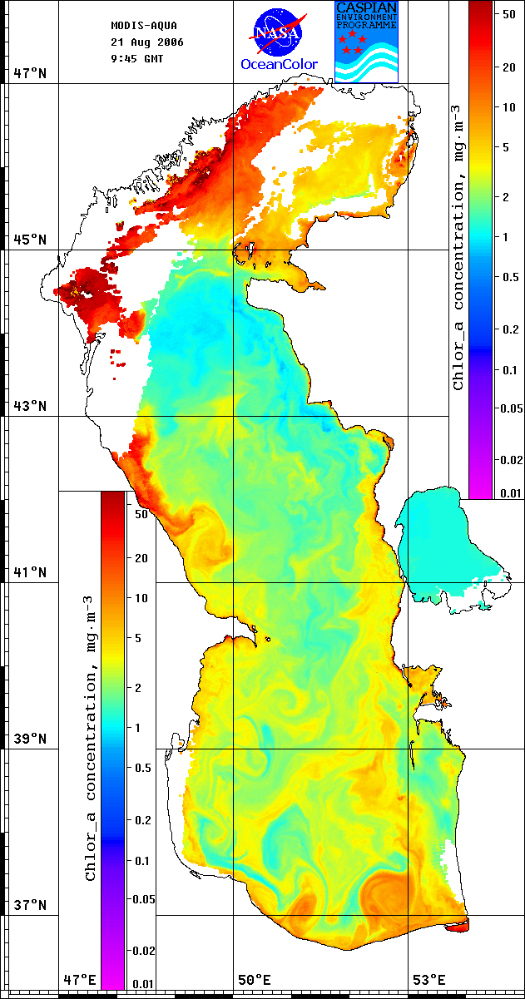 MODIS-AQUA
21 Aug 2006
9:45 GMT
NASA
OceanColor
CASPIAN
ENVIRONMENT
PROGRAMME
47°N
45°N
43°N
41°N
39°N
37°N
47°E
50°E
53°E
Chlor_a concentration, mg·m-3
50
20
10
5
2
1
0.5
0.2
0.1
0.05
0.02
0.01
Chlor_a concentration, mg·m-3
50
20
10
5
2
1
0.5
0.2
0.1
0.05
0.02
0.01